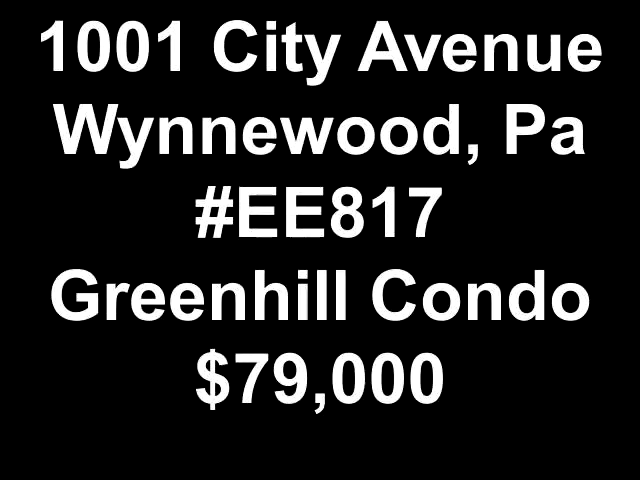 1001 City Avenue
Wynnewood, Pa
#EE817
Greenhill Condo
$79,000